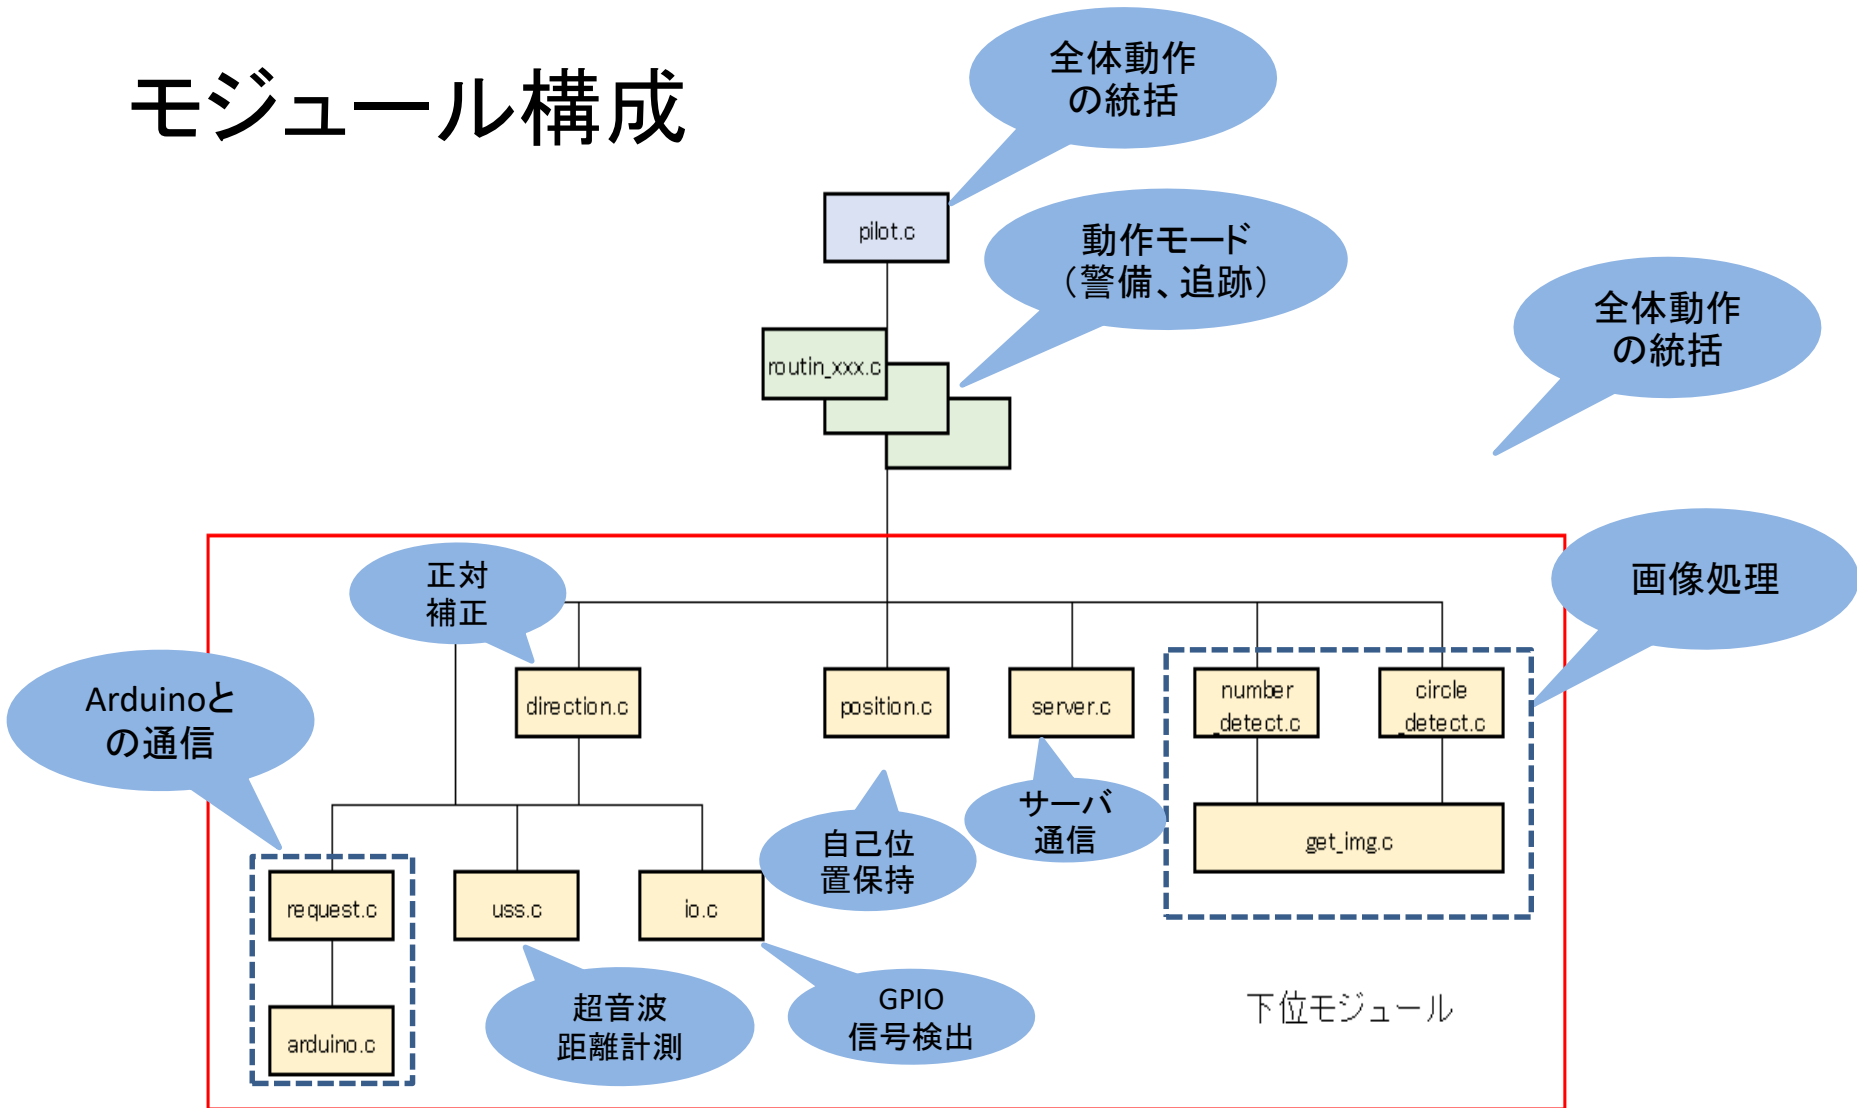 モジュール構成
全体動作
の統括
pilot.c
動作モード
（警備、追跡）
全体動作
の統括
routin_xxx.c
正対
補正
画像処理
Arduinoと
の通信
direction.c
position.c
server.c
number
_detect.c
circle
_detect.c
サーバ
通信
自己位
置保持
get_img.c
request.c
uss.c
io.c
超音波
距離計測
GPIO
信号検出
下位モジュール
arduino.c